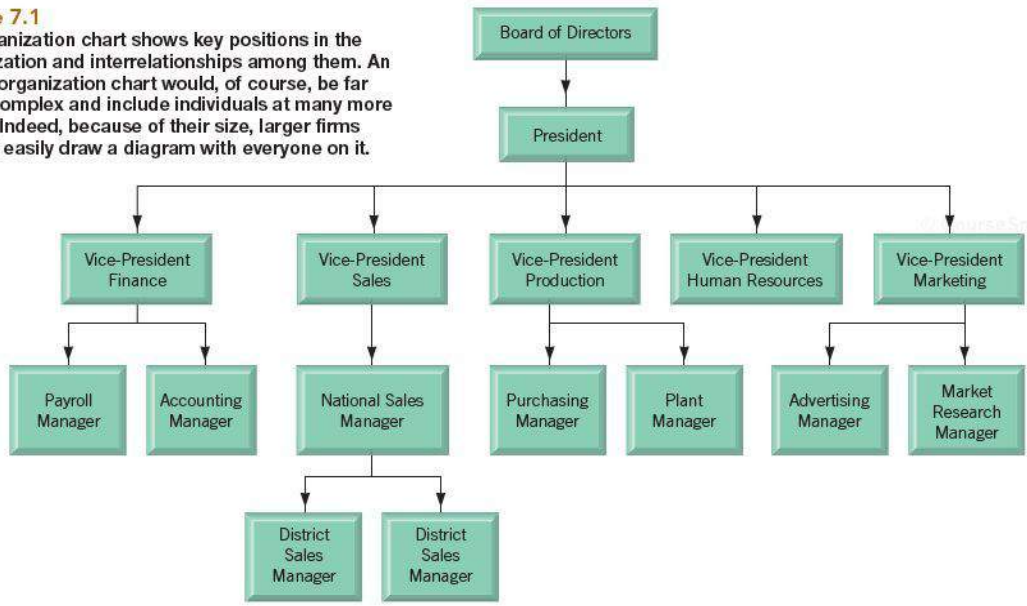 7.1
anization chart shows key positions in the
zation and interrelationships among them. An
organization chart would, of course, be far
omplex and include individuals at many more
Indeed, because of their size, larger firms
easily draw a diagram with everyone on it.
Board of Directors
President
Vice-President
Finance
Vice-President
Sales
Vice-President
Production
Vice-President
Human Resources
Vice-President
Marketing
Payroll
Manager
Accounting
Manager
National Sales
Manager
Purchasing
Manager
Plant
Manager
Advertising
Manager
Market
Research
Manager
District
Sales
Manager
District
Sales
Manager